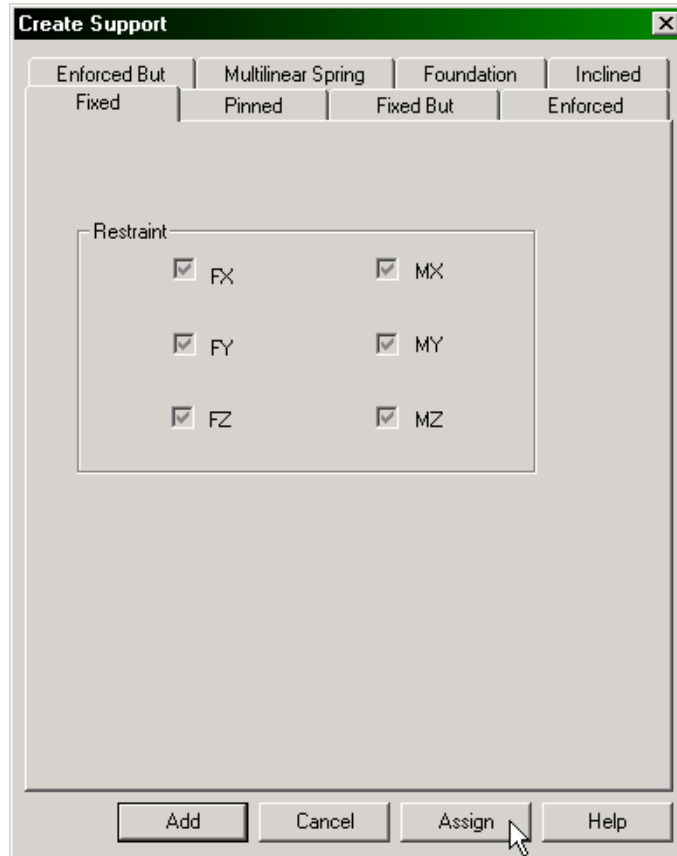 Create Support
Enforced But Multilinear Spring Foundation Inclined
Fixed Pinned Fixed But Enforced
Restraint
FX MX
FY MY
FZ MZ
Add Cancel Assign Help